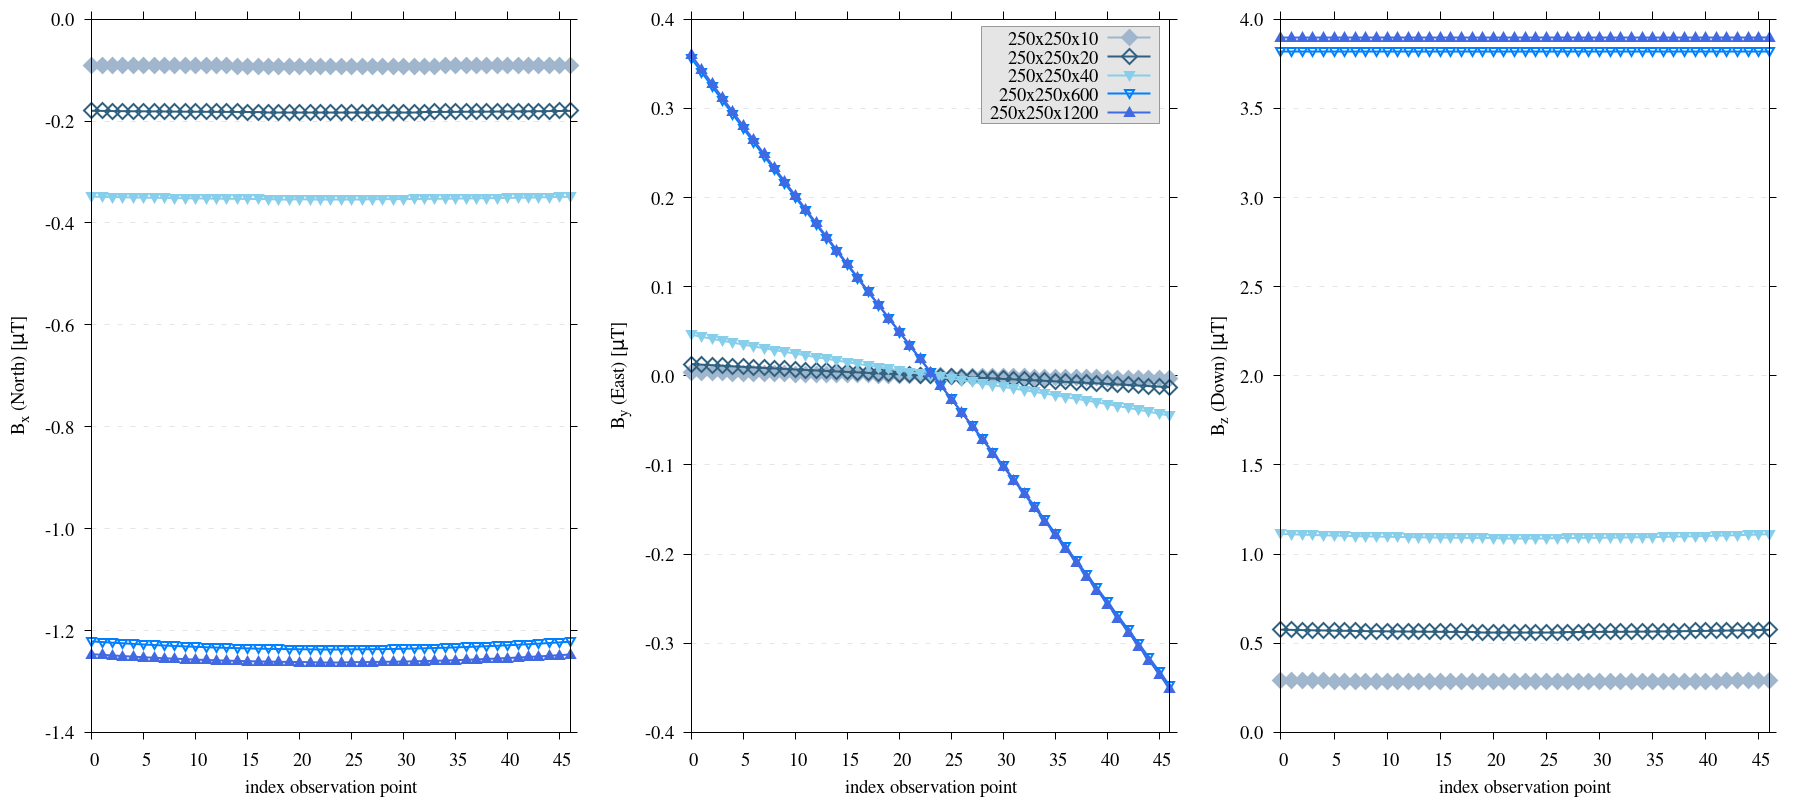 0.0
-0.2
-0.4
-0.6
-0.8
-1.0
-1.2
-1.4
0 5 10 15 20 25 30 35 40 45
index observation point
Bx (North) [µT]
0.4
0.3
0.2
0.1
0.0
-0.1
-0.2
-0.3
-0.4
0 5 10 15 20 25 30 35 40 45
index observation point
By (East) [µT]
250x250x10
250x250x20
250x250x40
250x250x600
250x250x1200
4.0
3.5
3.0
2.5
2.0
1.5
1.0
0.5
0.0
0 5 10 15 20 25 30 35 40 45
index observation point
Bz (Down) [µT]